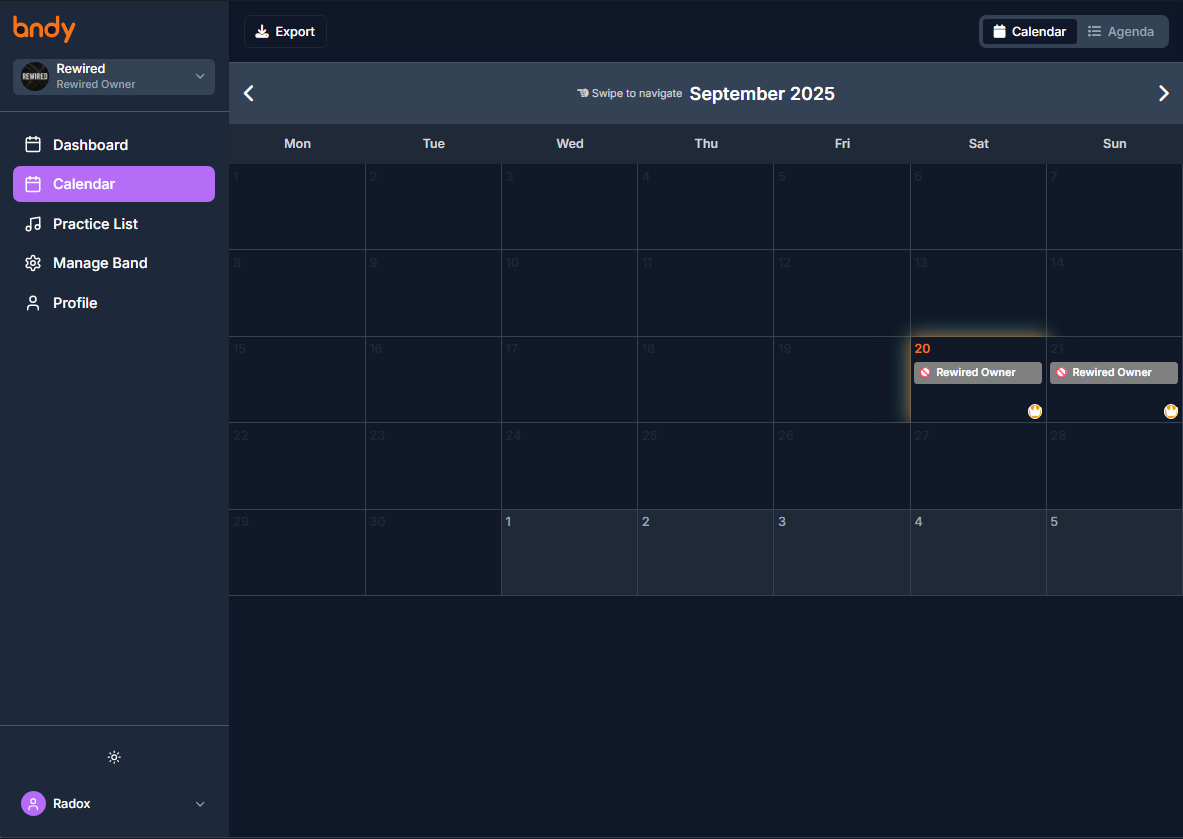 bndy
Export
Calendar
Agenda
REWIRED
Rewired
Rewired Owner
Swipe to navigate September 2025
Mon Tue Wed Thu Fri Sat Sun
Dashboard
Calendar
Practice List
Manage Band
Profile
1 2 3 4 5 6 7
8 9 10 11 12 13 14
15 16 17 18 19 20 21
Rewired Owner Rewired Owner
22 23 24 25 26 27 28
29 30 1 2 3 4 5
Radox